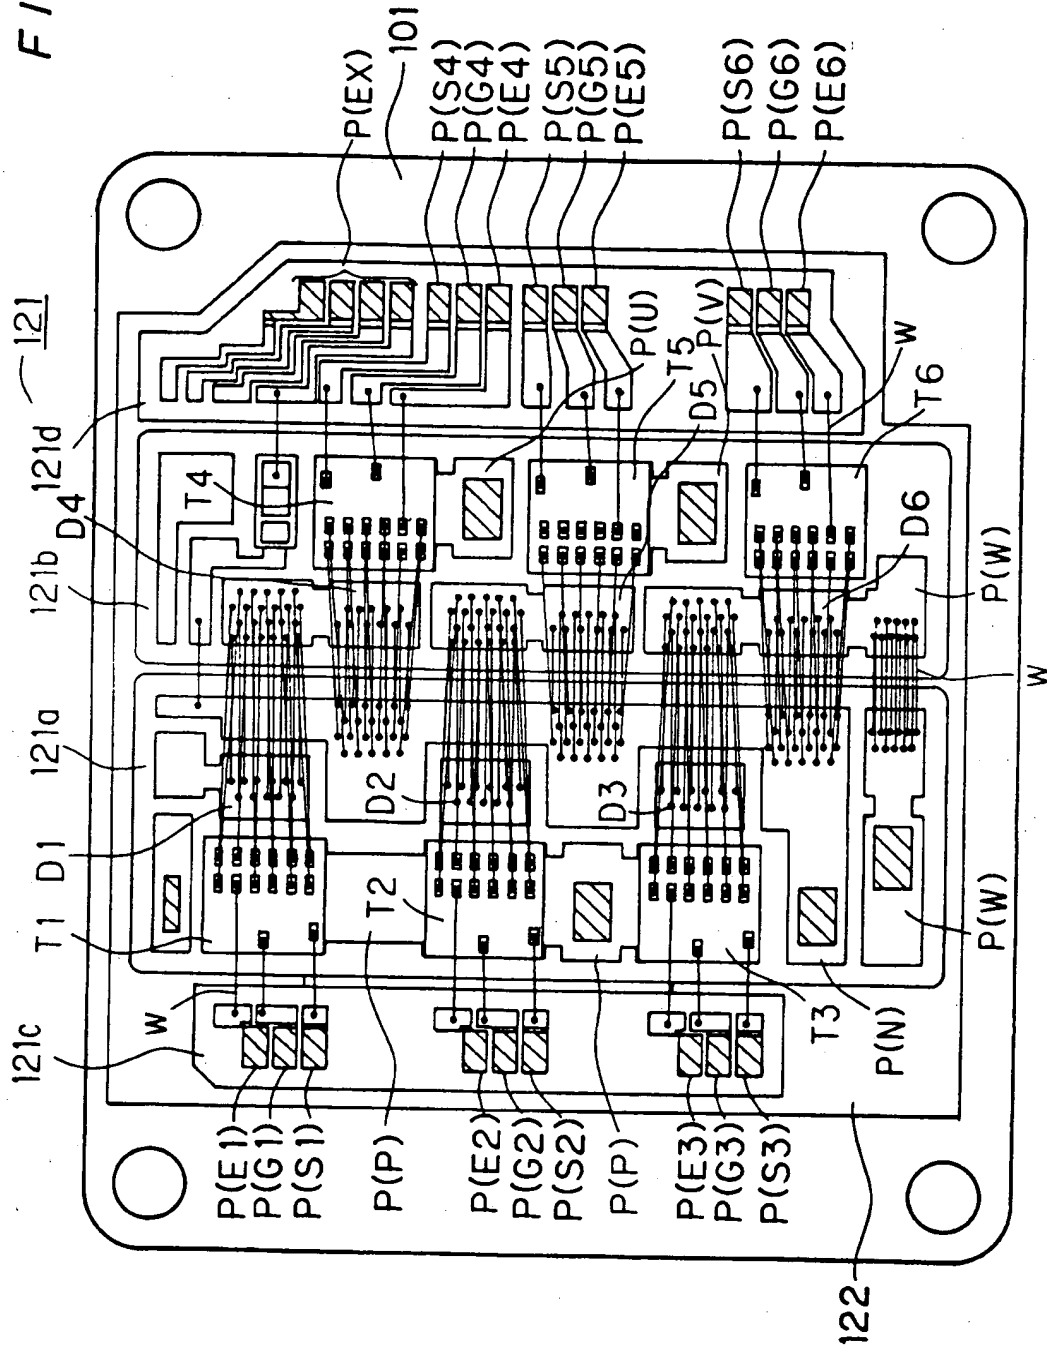 F I
121
121d
D4
121b
121a
D1
T1
W
121c
P(EX)
101
P(S4)
P(G4)
P(E4)
P(S5)
P(G5)
P(E5)
P(S6)
P(G6)
P(E6)
P(U)
T5
D5
P(V)
W
T6
D6
P(W)
W
T4
D2
D3
T2
P(W)
P(N)
T3
P(E1)
P(G1)
P(S1)
P(P)
P(E2)
P(G2)
P(S2)
P(P)
P(E3)
P(G3)
P(S3)
122